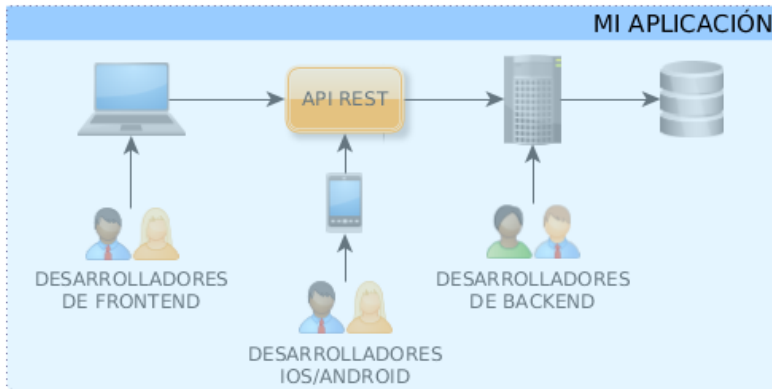 MI APLICACIÓN
API REST
DESARROLLADORES
DE FRONTEND
DESARROLLADORES
DE BACKEND
DESARROLLADORES
IOS/ANDROID